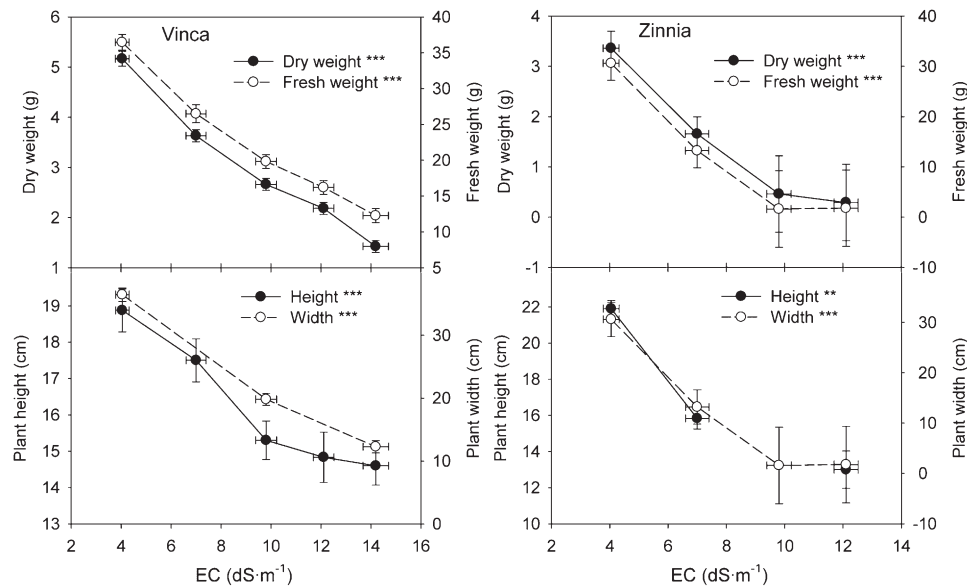 Vinca
Dry weight ***
Fresh weight ***
6
5
4
3
2
1
Dry weight (g)
40
35
30
25
20
15
10
5
Fresh weight (g)
Zinnia
Dry weight ***
Fresh weight ***
4
3
2
1
0
-1
Dry weight (g)
40
30
20
10
0
-10
Fresh weight (g)
Height ***
Width ***
19
18
17
16
15
14
13
Plant height (cm)
30
20
10
0
Plant width (cm)
2 4 6 8 10 12 14 16
EC (dS·m⁻¹)
Height **
Width ***
22
20
18
16
14
12
10
Plant height (cm)
30
20
10
0
-10
Plant width (cm)
2 4 6 8 10 12 14
EC (dS·m⁻¹)